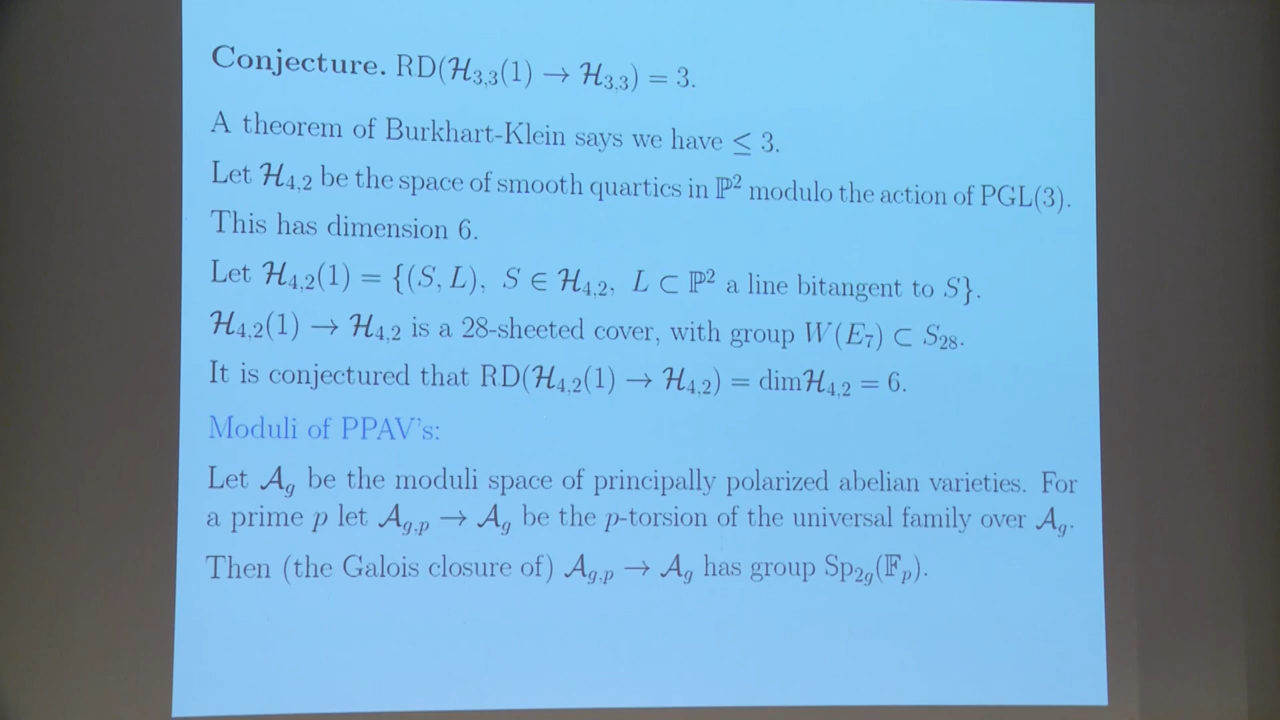 Conjecture. RD(ℋ₃,₃(1) → ℋ₃,₃) = 3.
A theorem of Burkhart-Klein says we have ≤ 3.
Let ℋ₄,₂ be the space of smooth quartics in ℙ² modulo the action of PGL(3).
This has dimension 6.
Let ℋ₄,₂(1) = {(S, L), S ∈ ℋ₄,₂, L ⊂ ℙ² a line bitangent to S}.
ℋ₄,₂(1) → ℋ₄,₂ is a 28-sheeted cover, with group W(E₇) ⊂ S₂₈.
It is conjectured that RD(ℋ₄,₂(1) → ℋ₄,₂) = dimℋ₄,₂ = 6.
Moduli of PPAV's:
Let 𝒜_g be the moduli space of principally polarized abelian varieties. For
a prime p let 𝒜_{g,p} → 𝒜_g be the p-torsion of the universal family over 𝒜_g.
Then (the Galois closure of) 𝒜_{g,p} → 𝒜_g has group Sp_{2g}(𝔽_p).